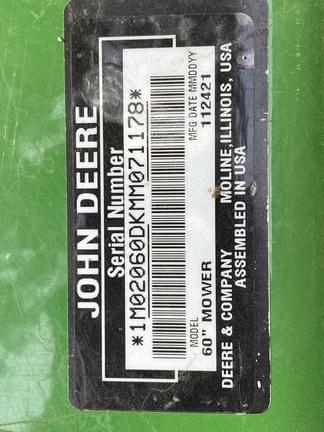 JOHN DEERE
Serial Number
*1M02060DKMM071178*
MODEL
60" MOWER
MFG DATE MMDDYY
112421
DEERE & COMPANY MOLINE, ILLINOIS, USA
ASSEMBLED IN USA